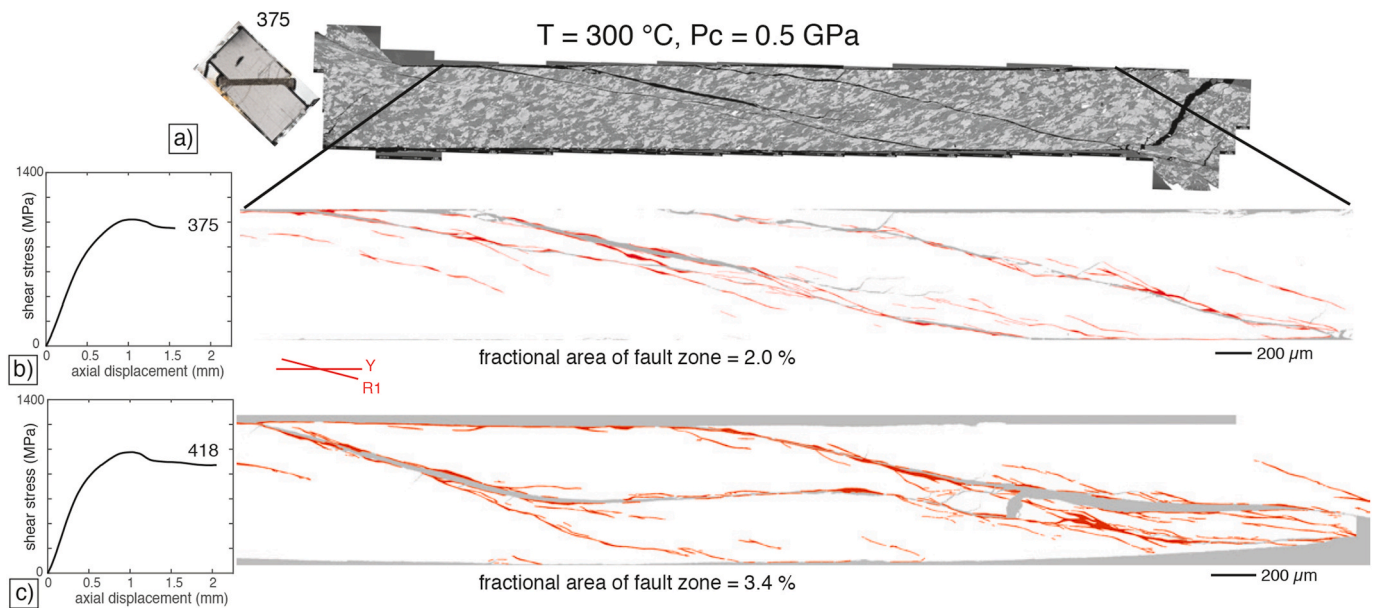 375
T = 300 °C, Pc = 0.5 GPa
a)
1400
shear stress (MPa)
375
0
0 0.5 1 1.5 2
axial displacement (mm)
b)
fractional area of fault zone = 2.0 %
200 µm
Y
R1
1400
shear stress (MPa)
418
0
0 0.5 1 1.5 2
axial displacement (mm)
c)
fractional area of fault zone = 3.4 %
200 µm